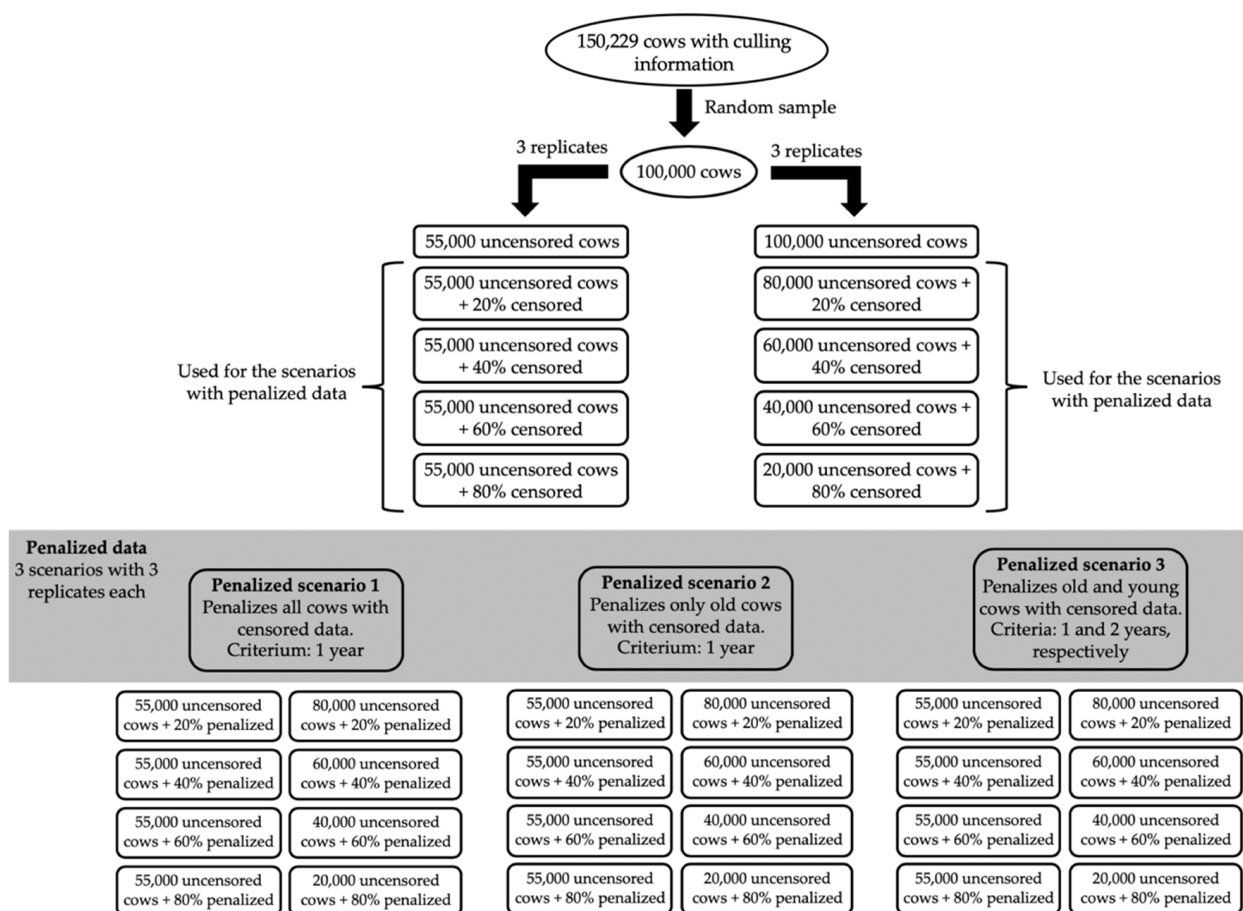 150,229 cows with culling
information
Random sample
3 replicates
100,000 cows
3 replicates
55,000 uncensored cows
55,000 uncensored cows
+ 20% censored
55,000 uncensored cows
+ 40% censored
55,000 uncensored cows
+ 60% censored
55,000 uncensored cows
+ 80% censored
Used for the scenarios
with penalized data
100,000 uncensored cows
80,000 uncensored cows +
20% censored
60,000 uncensored cows +
40% censored
40,000 uncensored cows +
60% censored
20,000 uncensored cows +
80% censored
Used for the scenarios
with penalized data
Penalized data
3 scenarios with 3
replicates each
Penalized scenario 1
Penalizes all cows with
censored data.
Criterium: 1 year
Penalized scenario 2
Penalizes only old cows
with censored data.
Criterium: 1 year
Penalized scenario 3
Penalizes old and young
cows with censored data.
Criteria: 1 and 2 years,
respectively
55,000 uncensored
cows + 20% penalized
80,000 uncensored
cows + 20% penalized
55,000 uncensored
cows + 40% penalized
60,000 uncensored
cows + 40% penalized
55,000 uncensored
cows + 60% penalized
40,000 uncensored
cows + 60% penalized
55,000 uncensored
cows + 80% penalized
20,000 uncensored
cows + 80% penalized
55,000 uncensored
cows + 20% penalized
80,000 uncensored
cows + 20% penalized
55,000 uncensored
cows + 40% penalized
60,000 uncensored
cows + 40% penalized
55,000 uncensored
cows + 60% penalized
40,000 uncensored
cows + 60% penalized
55,000 uncensored
cows + 80% penalized
20,000 uncensored
cows + 80% penalized
55,000 uncensored
cows + 20% penalized
80,000 uncensored
cows + 20% penalized
55,000 uncensored
cows + 40% penalized
60,000 uncensored
cows + 40% penalized
55,000 uncensored
cows + 60% penalized
40,000 uncensored
cows + 60% penalized
55,000 uncensored
cows + 80% penalized
20,000 uncensored
cows + 80% penalized